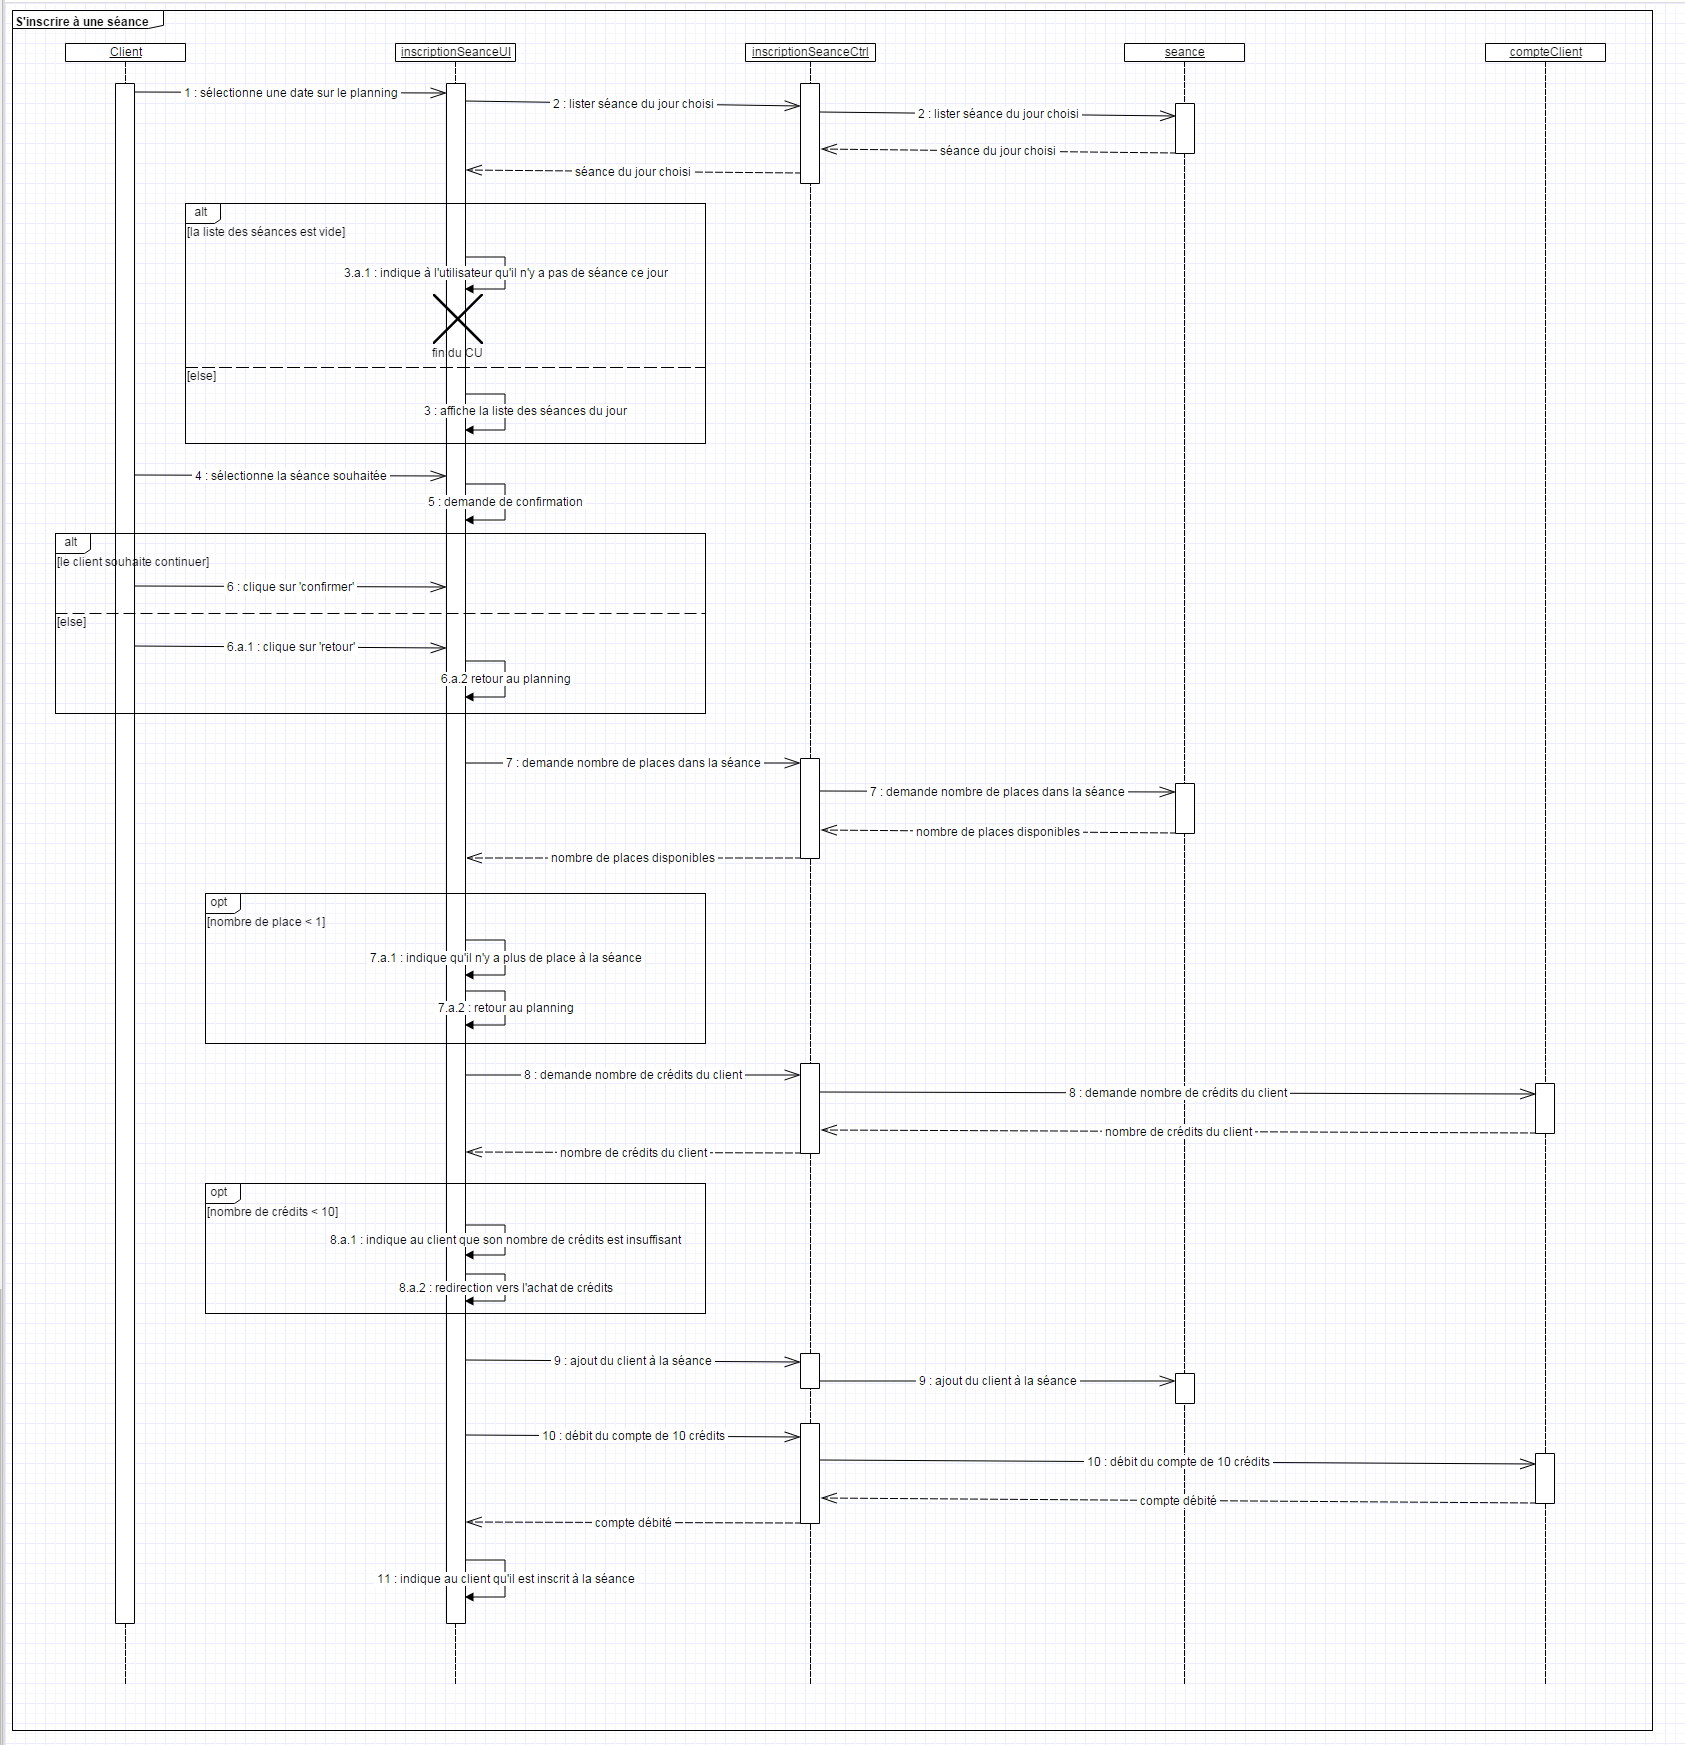 S'inscrire à une séance
Client
inscriptionSeanceUI
inscriptionSeanceCtrl
seance
compteClient
1 : sélectionne une date sur le planning
2 : lister séance du jour choisi
2 : lister séance du jour choisi
séance du jour choisi
séance du jour choisi
alt
[la liste des séances est vide]
3.a.1 : indique à l'utilisateur qu'il n'y a pas de séance ce jour
fin du CU
[else]
3 : affiche la liste des séances du jour
4 : sélectionne la séance souhaitée
5 : demande de confirmation
alt
[le client souhaite continuer]
6 : clique sur 'confirmer'
[else]
6.a.1 : clique sur 'retour'
6.a.2 retour au planning
7 : demande nombre de places dans la séance
7 : demande nombre de places dans la séance
nombre de places disponibles
nombre de places disponibles
opt
[nombre de place < 1]
7.a.1 : indique qu'il n'y a plus de place à la séance
7.a.2 : retour au planning
8 : demande nombre de crédits du client
8 : demande nombre de crédits du client
nombre de crédits du client
nombre de crédits du client
opt
[nombre de crédits < 10]
8.a.1 : indique au client que son nombre de crédits est insuffisant
8.a.2 : redirection vers l'achat de crédits
9 : ajout du client à la séance
9 : ajout du client à la séance
10 : débit du compte de 10 crédits
10 : débit du compte de 10 crédits
compte débité
compte débité
11 : indique au client qu'il est inscrit à la séance